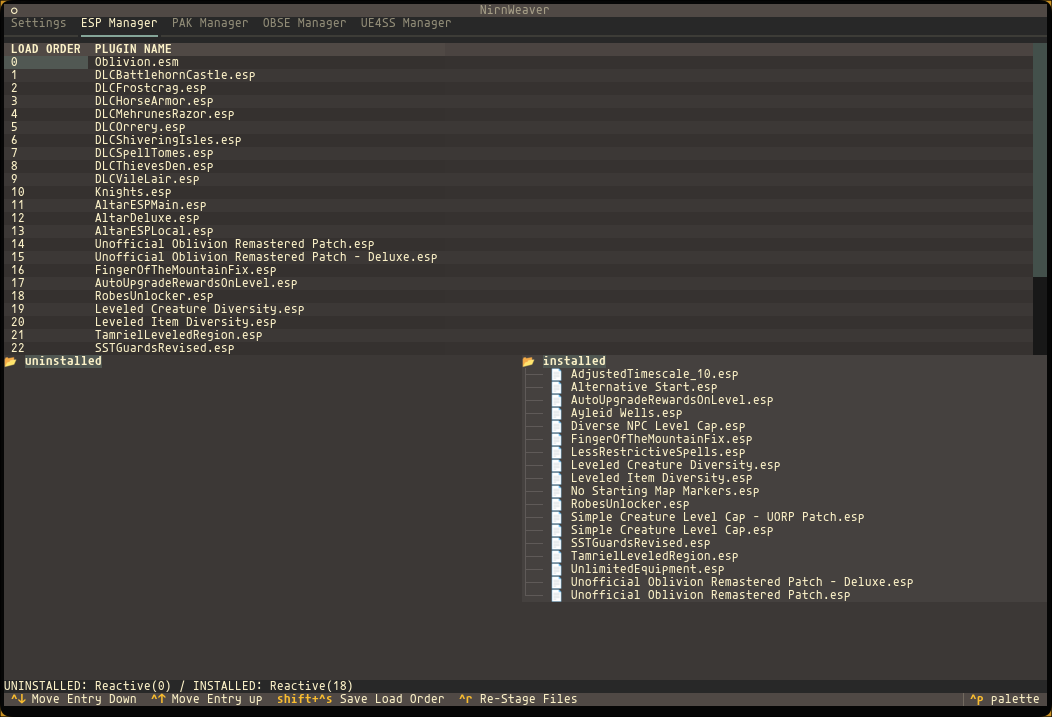 NirnWeaver
Settings ESP Manager PAK Manager OBSE Manager UE4SS Manager
LOAD ORDER PLUGIN NAME
0 Oblivion.esm
1 DLCBattlehornCastle.esp
2 DLCFrostcrag.esp
3 DLCHorseArmor.esp
4 DLCMehrunesRazor.esp
5 DLCOrrery.esp
6 DLCShiveringIsles.esp
7 DLCSpellTomes.esp
8 DLCThievesDen.esp
9 DLCVileLair.esp
10 Knights.esp
11 AltarESPMain.esp
12 AltarDeluxe.esp
13 AltarESPLocal.esp
14 Unofficial Oblivion Remastered Patch.esp
15 Unofficial Oblivion Remastered Patch - Deluxe.esp
16 FingerOfTheMountainFix.esp
17 AutoUpgradeRewardsOnLevel.esp
18 RobesUnlocker.esp
19 Leveled Creature Diversity.esp
20 Leveled Item Diversity.esp
21 TamrielLeveledRegion.esp
22 SSTGuardsRevised.esp
uninstalled
installed
AdjustedTimescale_10.esp
Alternative Start.esp
AutoUpgradeRewardsOnLevel.esp
Ayleid Wells.esp
Diverse NPC Level Cap.esp
FingerOfTheMountainFix.esp
LessRestrictiveSpells.esp
Leveled Creature Diversity.esp
Leveled Item Diversity.esp
No Starting Map Markers.esp
RobesUnlocker.esp
Simple Creature Level Cap - UORP Patch.esp
Simple Creature Level Cap.esp
SSTGuardsRevised.esp
TamrielLeveledRegion.esp
UnlimitedEquipment.esp
Unofficial Oblivion Remastered Patch - Deluxe.esp
Unofficial Oblivion Remastered Patch.esp
UNINSTALLED: Reactive(0) / INSTALLED: Reactive(18)
^↓ Move Entry Down ^↑ Move Entry up shift+^s Save Load Order ^r Re-Stage Files ^p palette